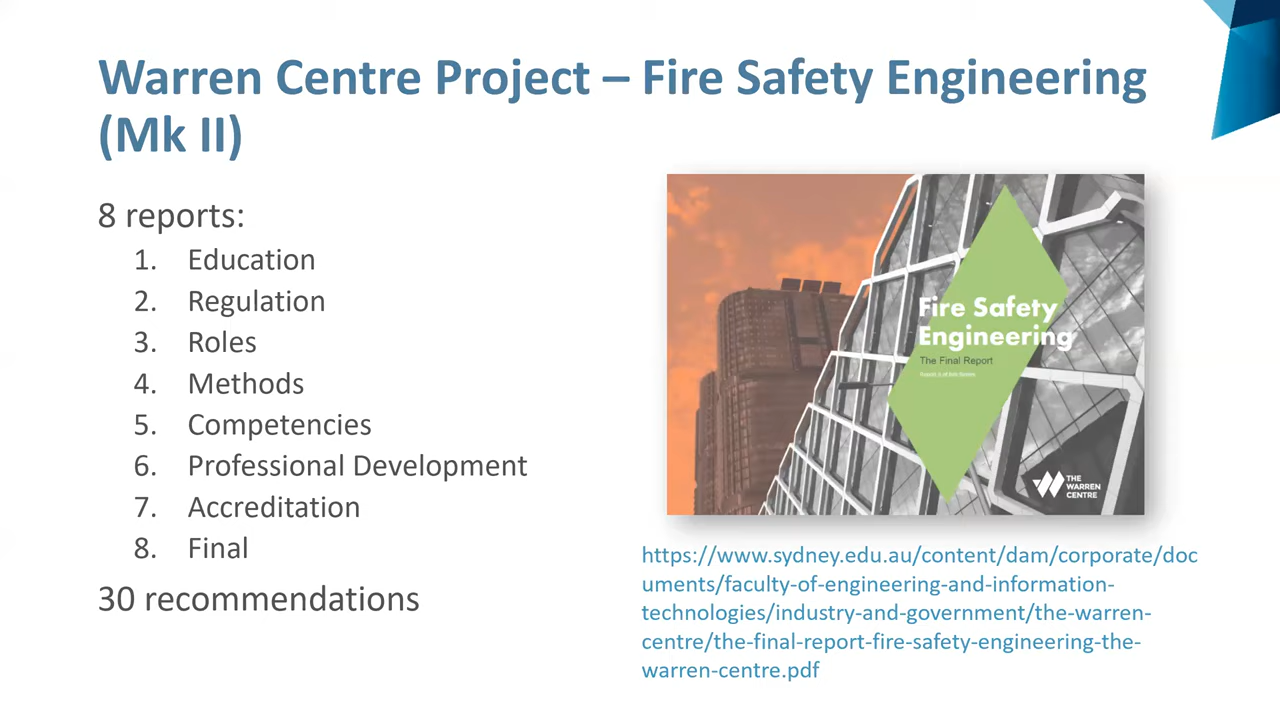 Warren Centre Project – Fire Safety Engineering
(Mk II)
8 reports:
1. Education
2. Regulation
3. Roles
4. Methods
5. Competencies
6. Professional Development
7. Accreditation
8. Final
30 recommendations
Fire Safety
Engineering
The Final Report
THE
WARREN
CENTRE
https://www.sydney.edu.au/content/dam/corporate/doc
uments/faculty-of-engineering-and-information-
technologies/industry-and-government/the-warren-
centre/the-final-report-fire-safety-engineering-the-
warren-centre.pdf